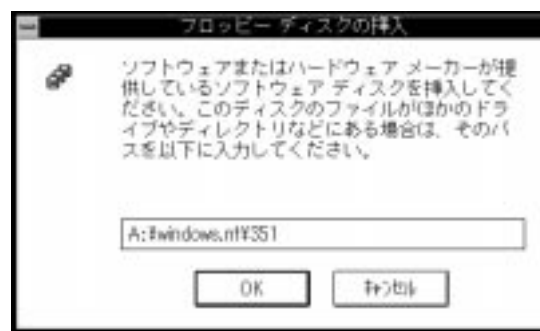 フロッピー ディスクの挿入
ソフトウェアまたはハードウェア メーカーが提
供しているソフトウェア ディスクを挿入してく
ださい。このディスクのファイルがほかのドラ
イブやディレクトリなどにある場合は、そのパ
スを以下に入力してください。
A:¥windows.nt¥351
OK
ｷｬﾝｾﾙ